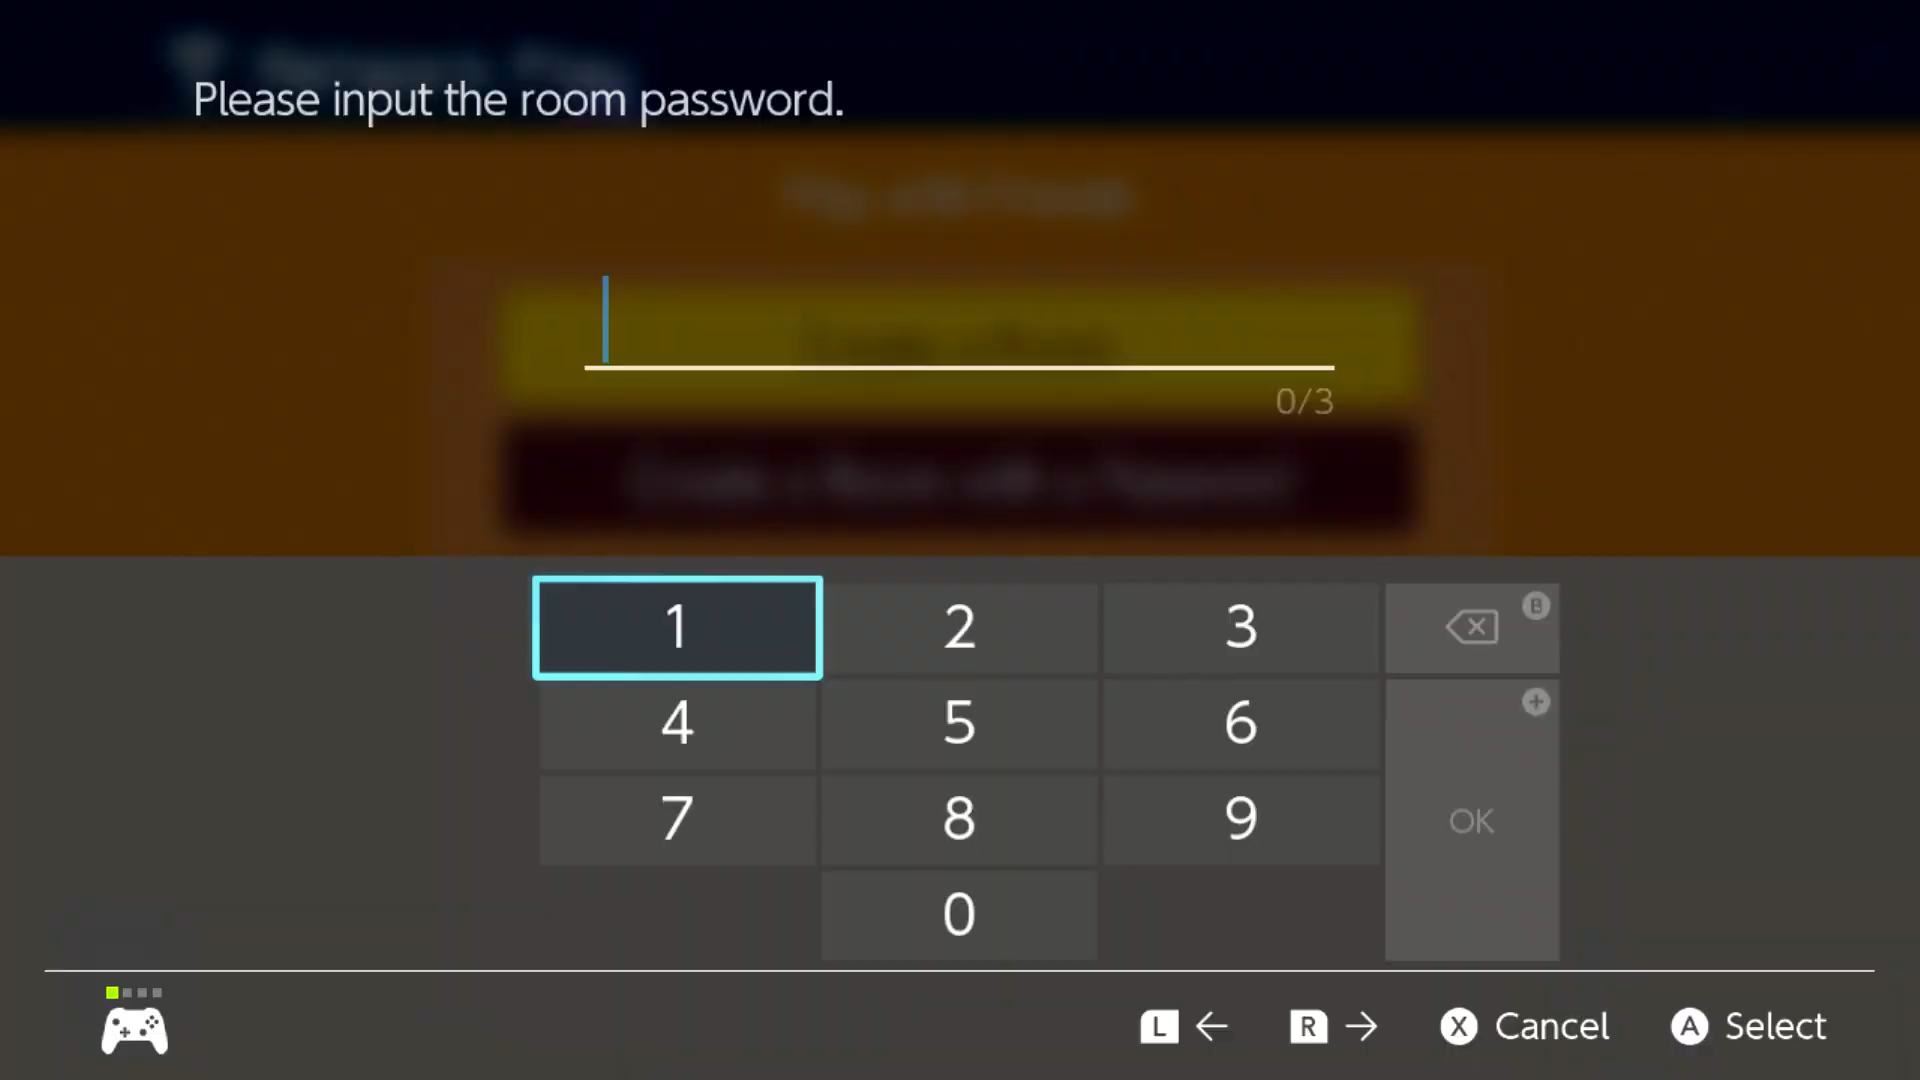 Please input the room password.
0/3
1 2 3 B
4 5 6 +
7 8 9 OK
0
L ← R → X Cancel A Select